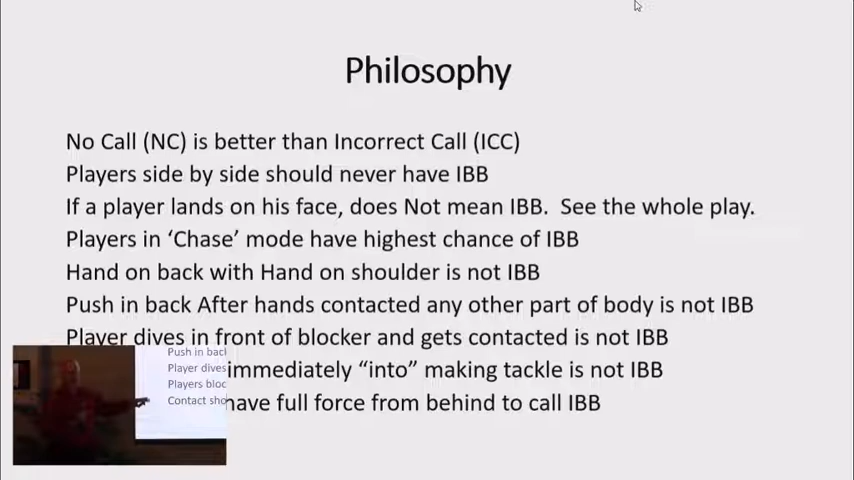 Philosophy
No Call (NC) is better than Incorrect Call (ICC)
Players side by side should never have IBB
If a player lands on his face, does Not mean IBB. See the whole play.
Players in ‘Chase’ mode have highest chance of IBB
Hand on back with Hand on shoulder is not IBB
Push in back After hands contacted any other part of body is not IBB
Player dives in front of blocker and gets contacted is not IBB
immediately “into” making tackle is not IBB
have full force from behind to call IBB
Push in back
Player dives
Players bloc
Contact sho